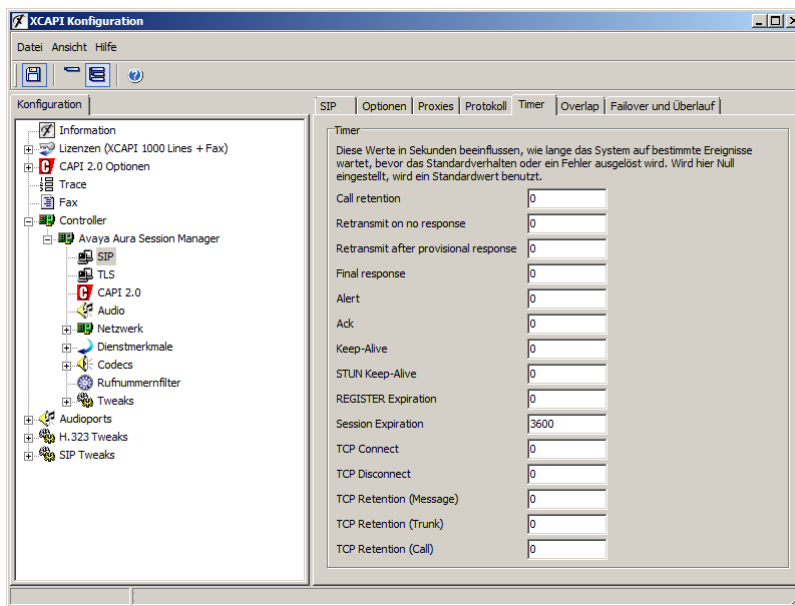 XCAPI Konfiguration
Datei Ansicht Hilfe
Konfiguration
Information
Lizenzen (XCAPI 1000 Lines + Fax)
CAPI 2.0 Optionen
Trace
Fax
Controller
Avaya Aura Session Manager
SIP
TLS
CAPI 2.0
Audio
Netzwerk
Dienstmerkmale
Codecs
Rufnummernfilter
Tweaks
Audioports
H.323 Tweaks
SIP Tweaks
SIP Optionen Proxies Protokoll Timer Overlap Failover und Überlauf
Timer
Diese Werte in Sekunden beeinflussen, wie lange das System auf bestimmte Ereignisse
wartet, bevor das Standardverhalten oder ein Fehler ausgelöst wird. Wird hier Null
eingestellt, wird ein Standardwert benutzt.
Call retention 0
Retransmit on no response 0
Retransmit after provisional response 0
Final response 0
Alert 0
Ack 0
Keep-Alive 0
STUN Keep-Alive 0
REGISTER Expiration 0
Session Expiration 3600
TCP Connect 0
TCP Disconnect 0
TCP Retention (Message) 0
TCP Retention (Trunk) 0
TCP Retention (Call) 0